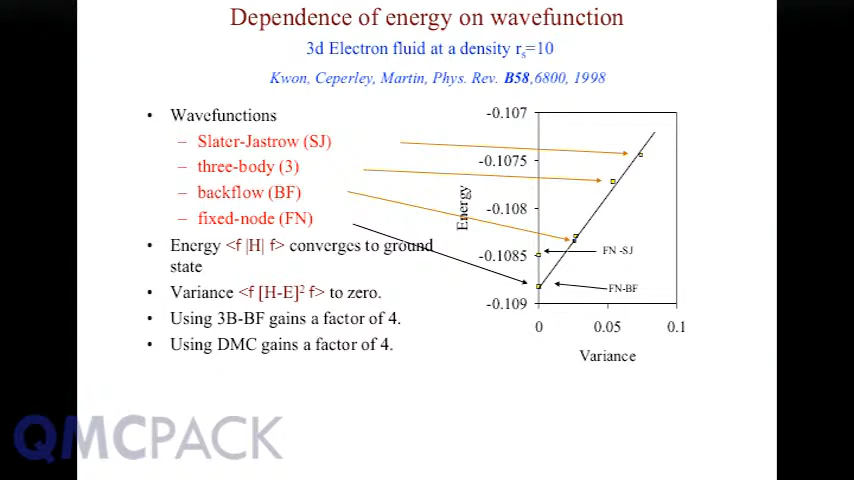 Dependence of energy on wavefunction
3d Electron fluid at a density rs=10
Kwon, Ceperley, Martin, Phys. Rev. B58,6800, 1998
• Wavefunctions
– Slater-Jastrow (SJ)
– three-body (3)
– backflow (BF)
– fixed-node (FN)
• Energy <f |H| f> converges to ground
state
• Variance <f [H-E]² f> to zero.
• Using 3B-BF gains a factor of 4.
• Using DMC gains a factor of 4.
-0.107
-0.1075
-0.108
-0.1085
-0.109
Energy
FN -SJ
FN-BF
0 0.05 0.1
Variance
QMCPACK